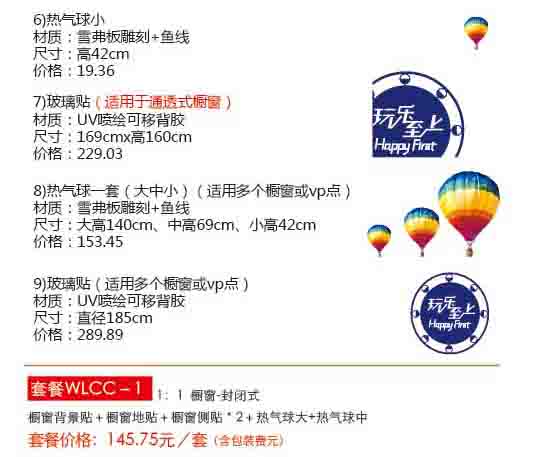 6)热气球小
材质：雪弗板雕刻+鱼线
尺寸：高42cm
价格：19.36
7)玻璃贴（适用于通透式橱窗）
材质：UV喷绘可移背胶
尺寸：169cmx高160cm
价格：229.03
玩乐至上
Happy First
8)热气球一套（大中小）（适用多个橱窗或vp点）
材质：雪弗板雕刻+鱼线
尺寸：大高140cm、中高69cm、小高42cm
价格：153.45
9)玻璃贴（适用多个橱窗或vp点）
材质：UV喷绘可移背胶
尺寸：直径185cm
价格：289.89
玩乐至上
Happy First
套餐WLCC－1 1：1 橱窗-封闭式
橱窗背景贴＋橱窗地贴＋橱窗侧贴＊2＋热气球大+热气球中
套餐价格：145.75元／套（含包装费元）